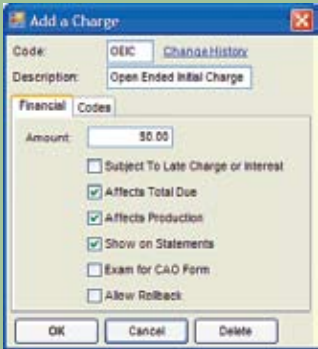 Add a Charge
Code: OEIC Change History
Description: Open Ended Initial Charge
Financial Codes
Amount: $0.00
Subject To Late Charge or Interest
Affects Total Due
Affects Production
Show on Statements
Exam for CAO Form
Allow Rollback
OK Cancel Delete